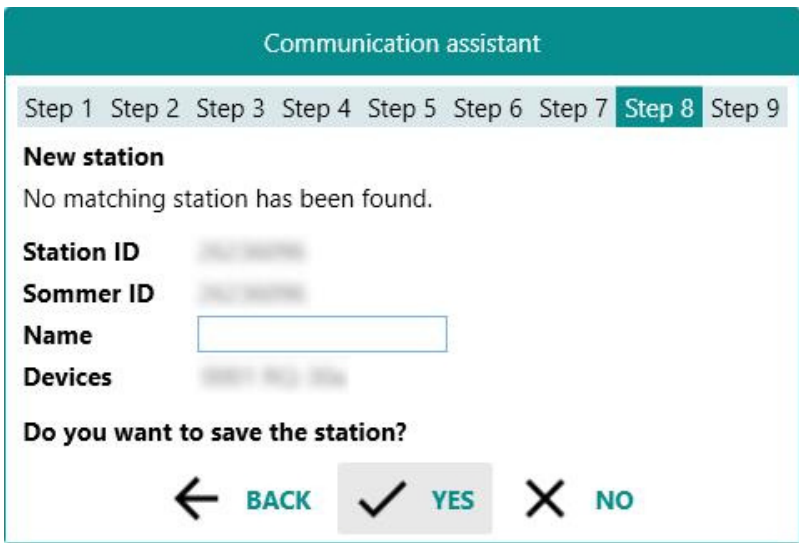 Communication assistant
Step 1 Step 2 Step 3 Step 4 Step 5 Step 6 Step 7 Step 8 Step 9
New station
No matching station has been found.
Station ID
Sommer ID
Name
Devices
Do you want to save the station?
BACK YES NO